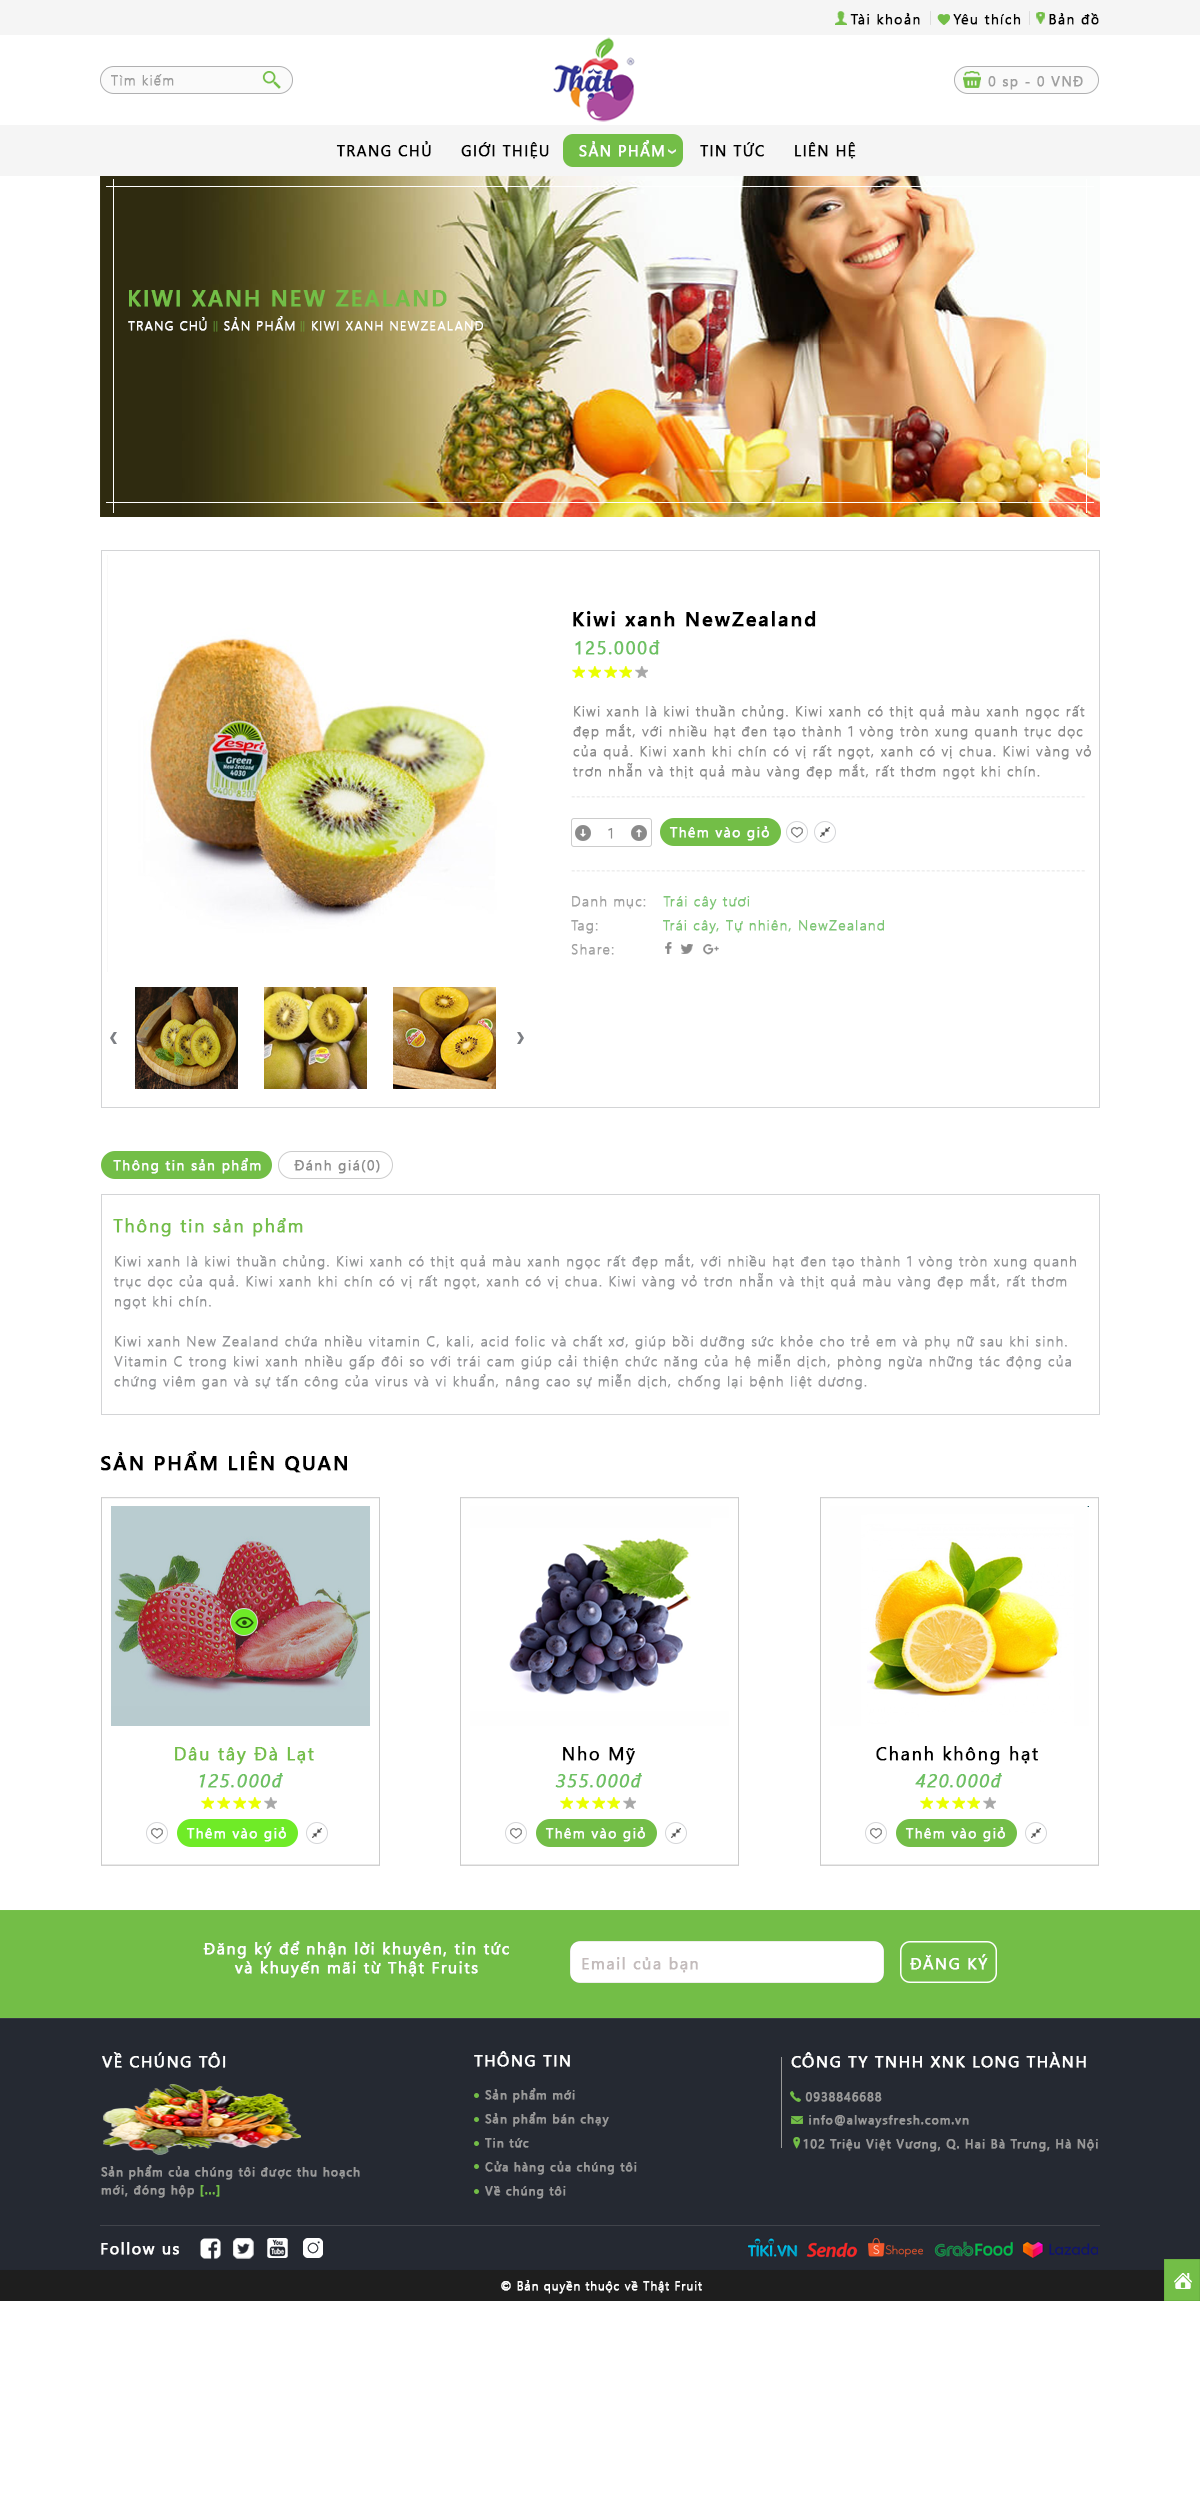 Tài khoản
Yêu thích
Bản đồ
Tìm kiếm
Thật
®
0 sp - 0 VNĐ
TRANG CHỦ
GIỚI THIỆU
SẢN PHẨM
TIN TỨC
LIÊN HỆ
KIWI XANH NEW ZEALAND
TRANG CHỦ || SẢN PHẨM || KIWI XANH NEWZEALAND
Zespri
Green
New Zealand
4030
Kiwi xanh NewZealand
125.000đ
Kiwi xanh là kiwi thuần chủng. Kiwi xanh có thịt quả màu xanh ngọc rất
đẹp mắt, với nhiều hạt đen tạo thành 1 vòng tròn xung quanh trục dọc
của quả. Kiwi xanh khi chín có vị rất ngọt, xanh có vị chua. Kiwi vàng vỏ
trơn nhẵn và thịt quả màu vàng đẹp mắt, rất thơm ngọt khi chín.
1
Thêm vào giỏ
Danh mục: Trái cây tươi
Tag: Trái cây, Tự nhiên, NewZealand
Share:
G+
Thông tin sản phẩm
Đánh giá(0)
Thông tin sản phẩm
Kiwi xanh là kiwi thuần chủng. Kiwi xanh có thịt quả màu xanh ngọc rất đẹp mắt, với nhiều hạt đen tạo thành 1 vòng tròn xung quanh
trục dọc của quả. Kiwi xanh khi chín có vị rất ngọt, xanh có vị chua. Kiwi vàng vỏ trơn nhẵn và thịt quả màu vàng đẹp mắt, rất thơm
ngọt khi chín.
Kiwi xanh New Zealand chứa nhiều vitamin C, kali, acid folic và chất xơ, giúp bồi dưỡng sức khỏe cho trẻ em và phụ nữ sau khi sinh.
Vitamin C trong kiwi xanh nhiều gấp đôi so với trái cam giúp cải thiện chức năng của hệ miễn dịch, phòng ngừa những tác động của
chứng viêm gan và sự tấn công của virus và vi khuẩn, nâng cao sự miễn dịch, chống lại bệnh liệt dương.
SẢN PHẨM LIÊN QUAN
Dâu tây Đà Lạt
125.000đ
Thêm vào giỏ
Nho Mỹ
355.000đ
Thêm vào giỏ
Chanh không hạt
420.000đ
Thêm vào giỏ
Đăng ký để nhận lời khuyên, tin tức
và khuyến mãi từ Thật Fruits
Email của bạn
ĐĂNG KÝ
VỀ CHÚNG TÔI
Sản phẩm của chúng tôi được thu hoạch
mới, đóng hộp [...]
THÔNG TIN
Sản phẩm mới
Sản phẩm bán chạy
Tin tức
Cửa hàng của chúng tôi
Về chúng tôi
CÔNG TY TNHH XNK LONG THÀNH
0938846688
info@alwaysfresh.com.vn
102 Triệu Việt Vương, Q. Hai Bà Trưng, Hà Nội
Follow us
You
Tube
TIKI.VN
Sendo
Shopee
GrabFood
Lazada
© Bản quyền thuộc về Thật Fruit